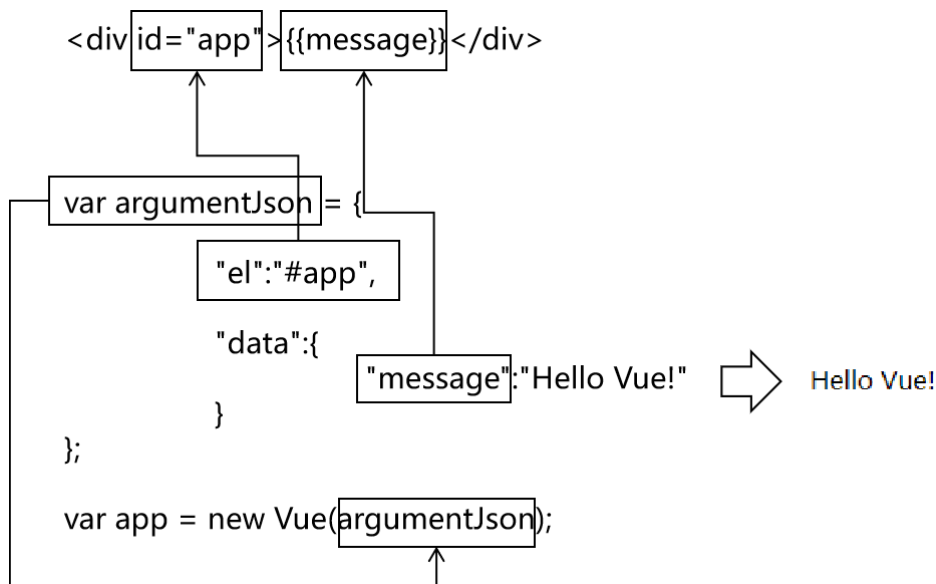 <div id="app">{{message}}</div>
var argumentJson = {
"el":"#app",
"data":{
"message":"Hello Vue!"
Hello Vue!
}
};
var app = new Vue(argumentJson);